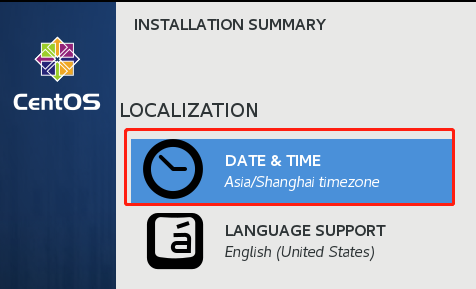 INSTALLATION SUMMARY
CentOS
LOCALIZATION
DATE & TIME
Asia/Shanghai timezone
á
LANGUAGE SUPPORT
English (United States)